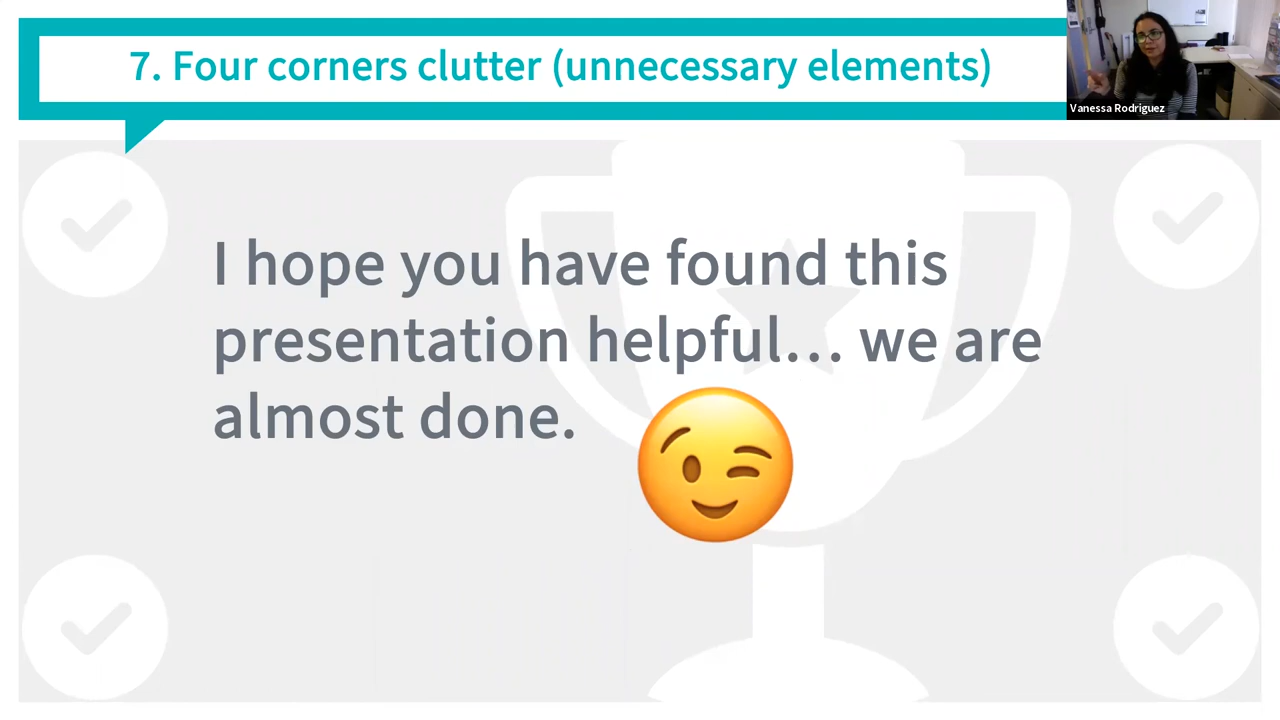 7. Four corners clutter (unnecessary elements)
Vanessa Rodriguez
I hope you have found this
presentation helpful... we are
almost done.